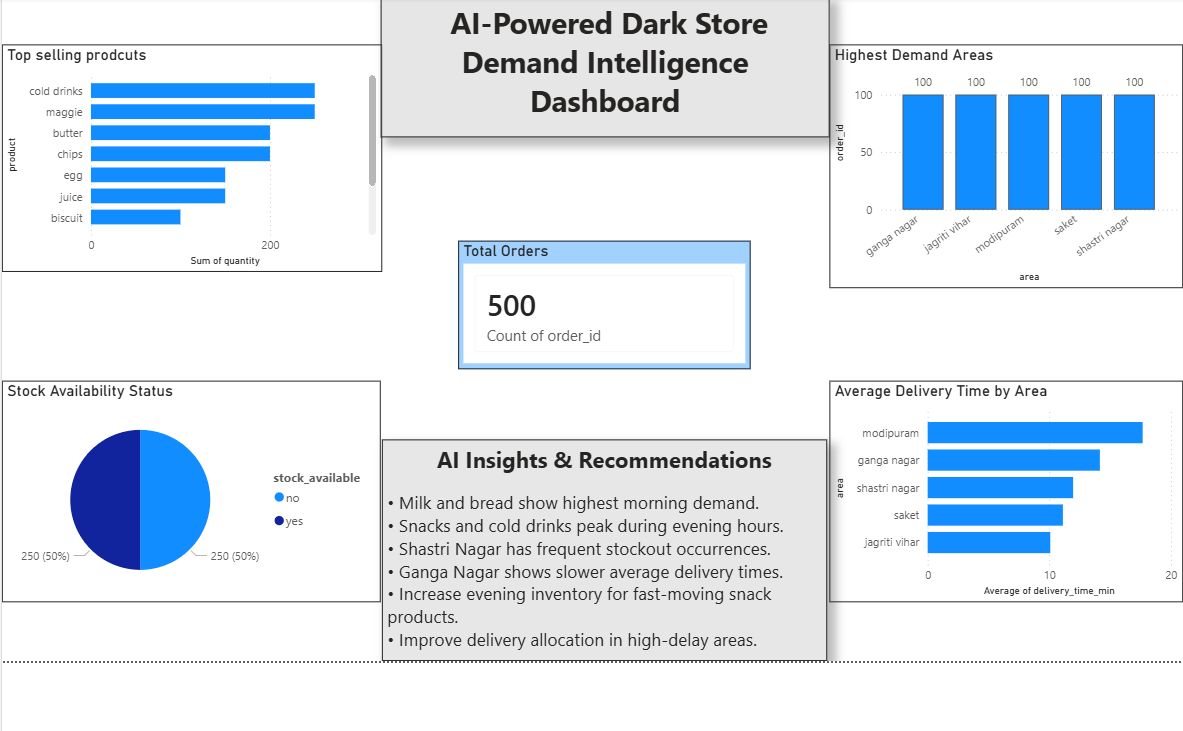 AI-Powered Dark Store
Demand Intelligence
Dashboard
Top selling prodcuts
product
cold drinks
maggie
butter
chips
egg
juice
biscuit
0
200
Sum of quantity
Highest Demand Areas
order_id
100
50
0
100
100
100
100
100
ganga nagar
jagriti vihar
modipuram
saket
shastri nagar
area
Total Orders
500
Count of order_id
Stock Availability Status
250 (50%)
250 (50%)
stock_available
no
yes
AI Insights & Recommendations
• Milk and bread show highest morning demand.
• Snacks and cold drinks peak during evening hours.
• Shastri Nagar has frequent stockout occurrences.
• Ganga Nagar shows slower average delivery times.
• Increase evening inventory for fast-moving snack
products.
• Improve delivery allocation in high-delay areas.
Average Delivery Time by Area
area
modipuram
ganga nagar
shastri nagar
saket
jagriti vihar
0
10
20
Average of delivery_time_min